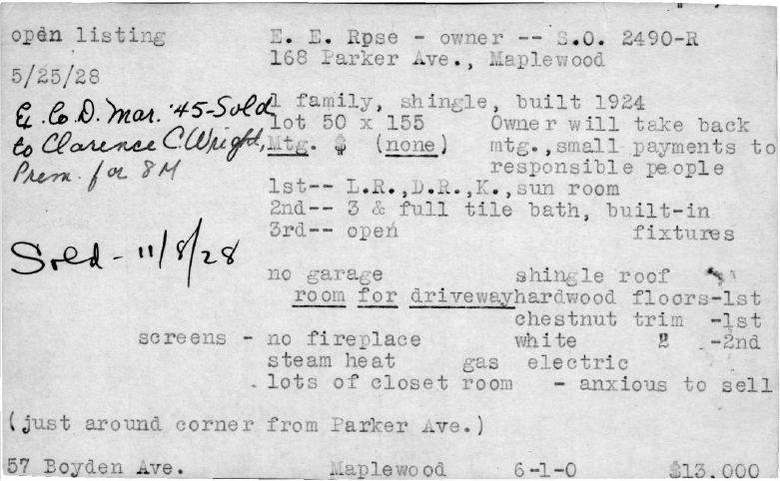 open listing E. E. Rpse - owner -- S.O. 2490-R
168 Parker Ave., Maplewood
5/25/28
Ex. Co D. Mar. '45-Sold 1 family, shingle, built 1924
to Clarence C. Wright, lot 50 x 155 Owner will take back
Prem. for 8M Mtg. $ (none) mtg.,small payments to
responsible people
1st-- L.R.,D.R.,K.,sun room
2nd-- 3 & full tile bath, built-in
3rd-- open fixtures
Sold - 11/8/28
no garage shingle roof
room for driveway hardwood floors-1st
chestnut trim -1st
screens - no fireplace white " -2nd
steam heat gas electric
lots of closet room - anxious to sell
(just around corner from Parker Ave.)
57 Boyden Ave. Maplewood 6-1-0 $13,000